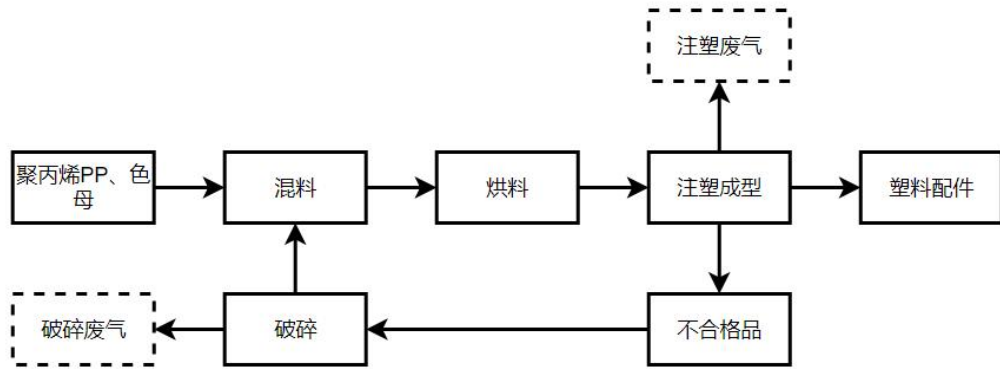 注塑废气
聚丙烯PP、色
母
混料
烘料
注塑成型
塑料配件
破碎废气
破碎
不合格品